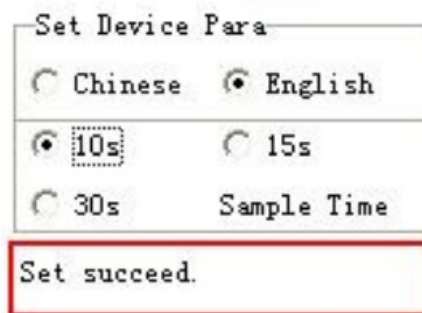 Set Device Para
Chinese English
10s 15s
30s Sample Time
Set succeed.